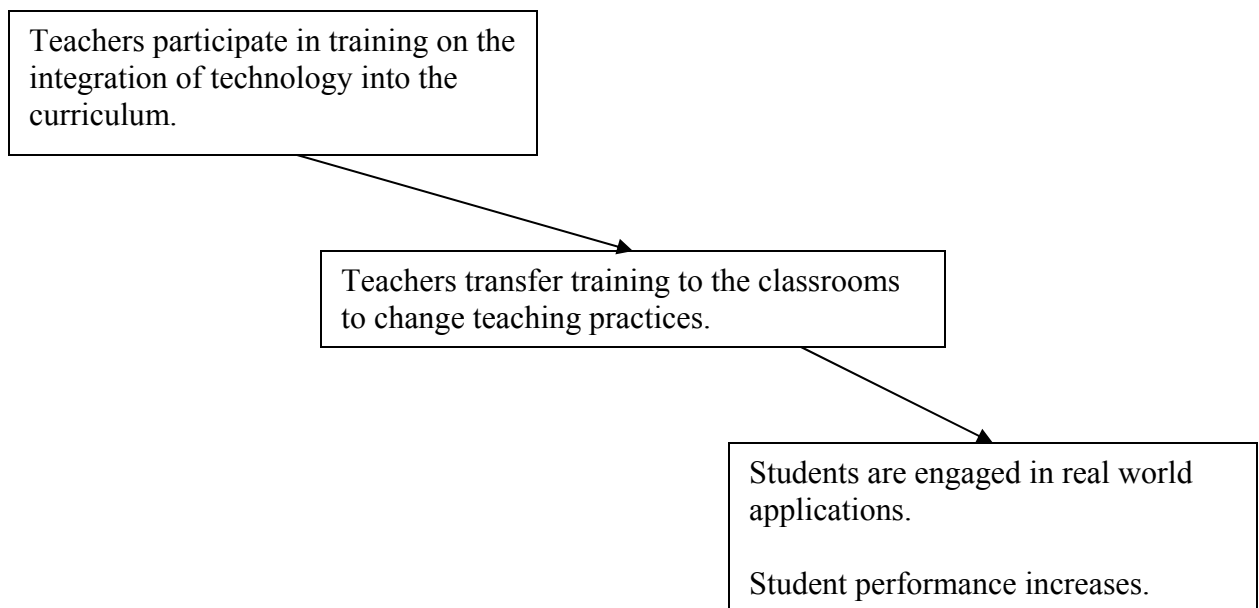 Teachers participate in training on the
integration of technology into the
curriculum.
Teachers transfer training to the classrooms
to change teaching practices.
Students are engaged in real world
applications.
Student performance increases.